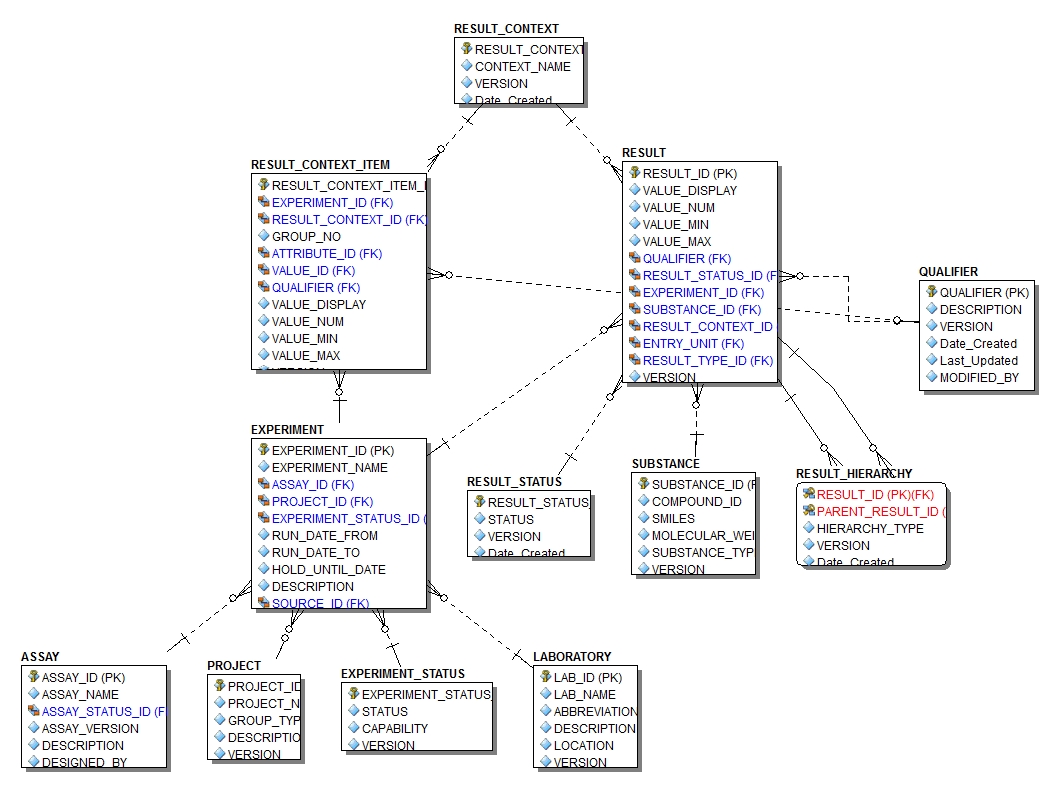 RESULT_CONTEXT
RESULT_CONTEXT
CONTEXT_NAME
VERSION
Date_Created
RESULT_CONTEXT_ITEM
RESULT_CONTEXT_ITEM_
EXPERIMENT_ID (FK)
RESULT_CONTEXT_ID (FK)
GROUP_NO
ATTRIBUTE_ID (FK)
VALUE_ID (FK)
QUALIFIER (FK)
VALUE_DISPLAY
VALUE_NUM
VALUE_MIN
VALUE_MAX
VERSION
RESULT
RESULT_ID (PK)
VALUE_DISPLAY
VALUE_NUM
VALUE_MIN
VALUE_MAX
QUALIFIER (FK)
RESULT_STATUS_ID (F
EXPERIMENT_ID (FK)
SUBSTANCE_ID (FK)
RESULT_CONTEXT_ID
ENTRY_UNIT (FK)
RESULT_TYPE_ID (FK)
VERSION
QUALIFIER
QUALIFIER (PK)
DESCRIPTION
VERSION
Date_Created
Last_Updated
MODIFIED_BY
EXPERIMENT
EXPERIMENT_ID (PK)
EXPERIMENT_NAME
ASSAY_ID (FK)
PROJECT_ID (FK)
EXPERIMENT_STATUS_ID (
RUN_DATE_FROM
RUN_DATE_TO
HOLD_UNTIL_DATE
DESCRIPTION
SOURCE_ID (FK)
RESULT_STATUS
RESULT_STATUS_
STATUS
VERSION
Date_Created
SUBSTANCE
SUBSTANCE_ID (F
COMPOUND_ID
SMILES
MOLECULAR_WEI
SUBSTANCE_TYP
VERSION
RESULT_HIERARCHY
RESULT_ID (PK)(FK)
PARENT_RESULT_ID (
HIERARCHY_TYPE
VERSION
Date_Created
ASSAY
ASSAY_ID (PK)
ASSAY_NAME
ASSAY_STATUS_ID (F
ASSAY_VERSION
DESCRIPTION
DESIGNED_BY
PROJECT
PROJECT_ID
PROJECT_N
GROUP_TYP
DESCRIPTIO
VERSION
EXPERIMENT_STATUS
EXPERIMENT_STATUS_
STATUS
CAPABILITY
VERSION
LABORATORY
LAB_ID (PK)
LAB_NAME
ABBREVIATION
DESCRIPTION
LOCATION
VERSION